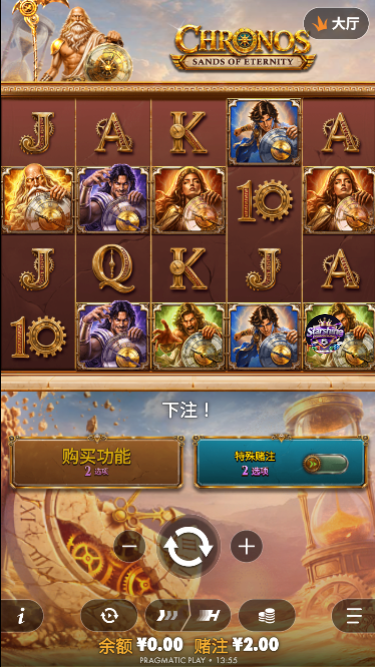 大厅
CHRONOS
SANDS OF ETERNITY
J A K A
10
J Q K J A
10
Starshine
下注！
购买功能
2 选项
特殊赌注
2 选项
余额 ¥0.00 赌注 ¥2.00
PRAGMATIC PLAY • 13:55